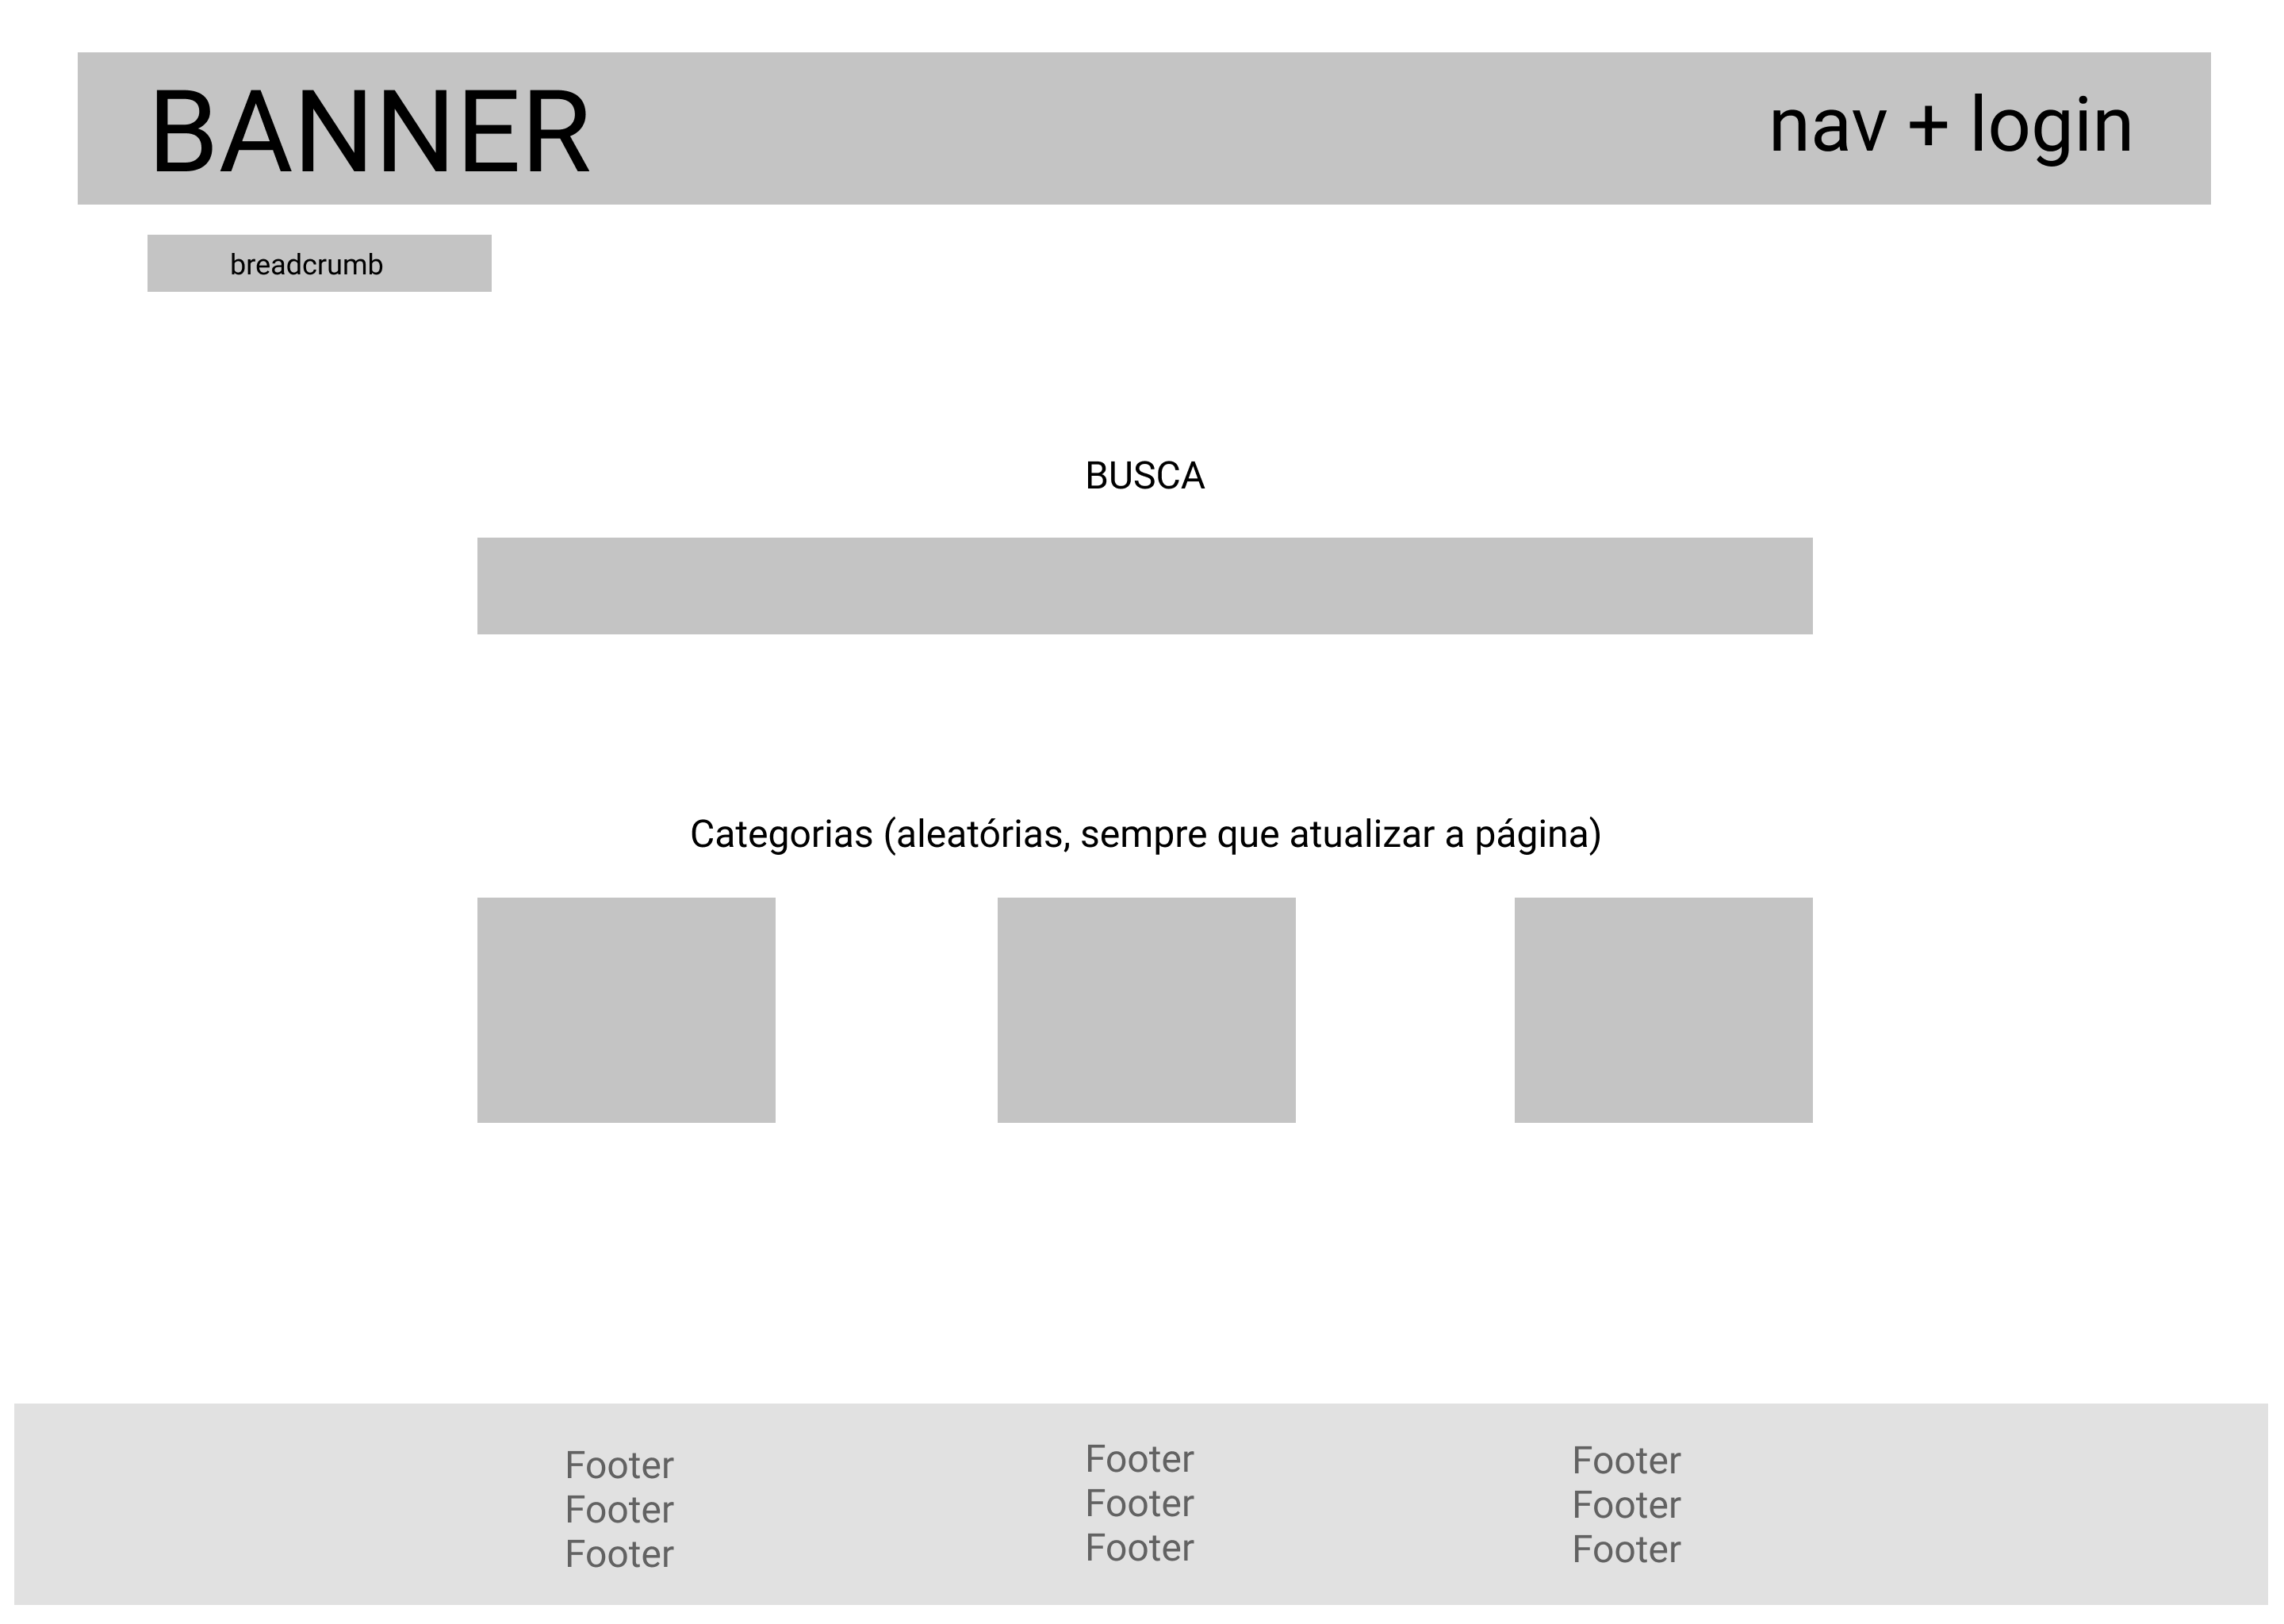 BANNER
nav + login
breadcrumb
BUSCA
Categorias (aleatórias, sempre que atualizar a página)
Footer
Footer
Footer
Footer
Footer
Footer
Footer
Footer
Footer